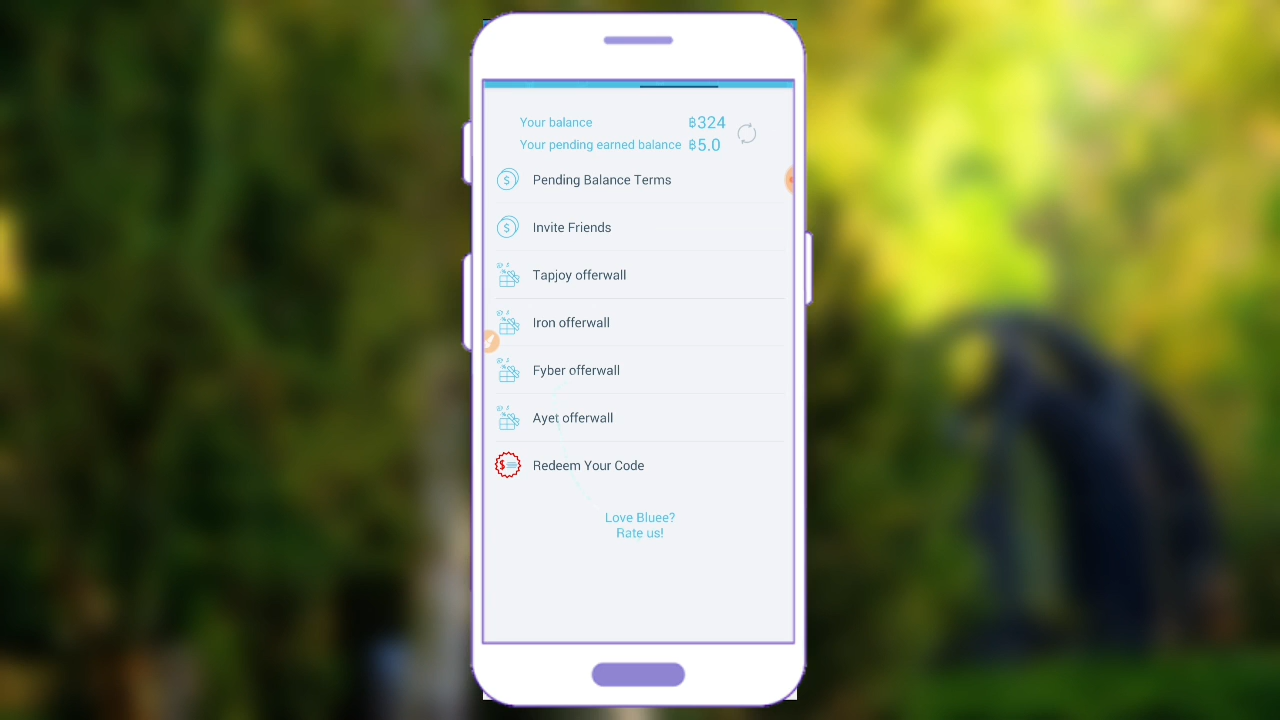 Your balance ฿324
Your pending earned balance ฿5.0
Pending Balance Terms
Invite Friends
Tapjoy offerwall
Iron offerwall
Fyber offerwall
Ayet offerwall
Redeem Your Code
Love Bluee?
Rate us!